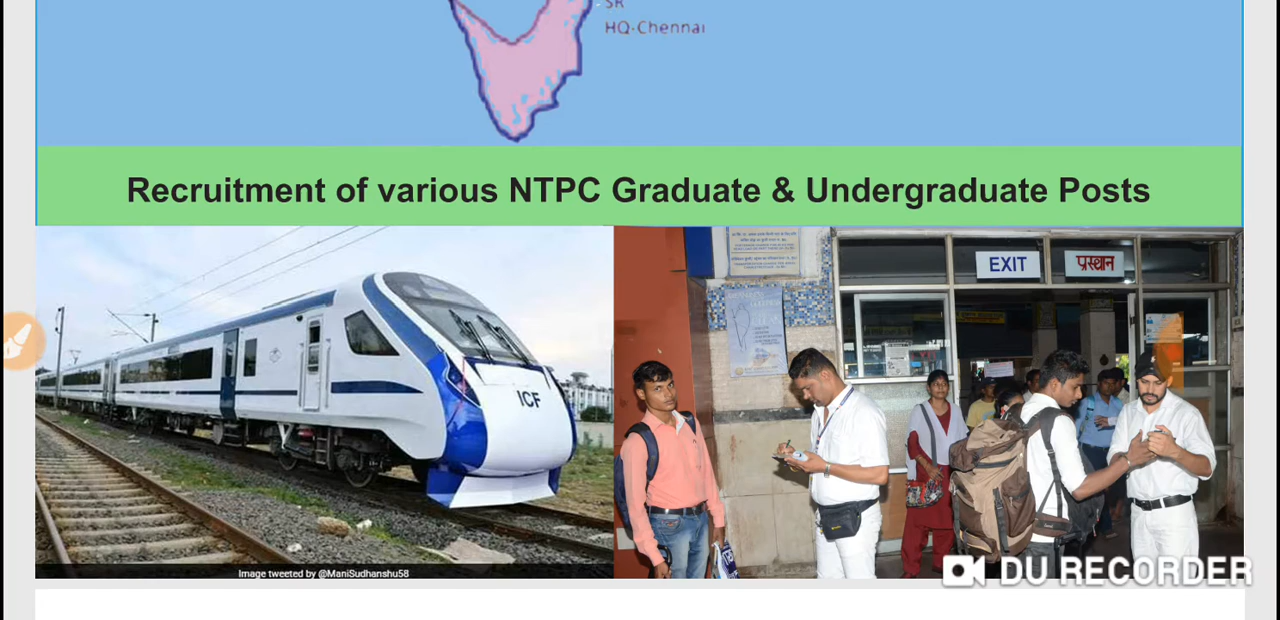 SR
HQ-Chennai
Recruitment of various NTPC Graduate & Undergraduate Posts
EXIT
प्रस्थान
ICF
Image tweeted by @ManiSudhanshu58
DU RECORDER